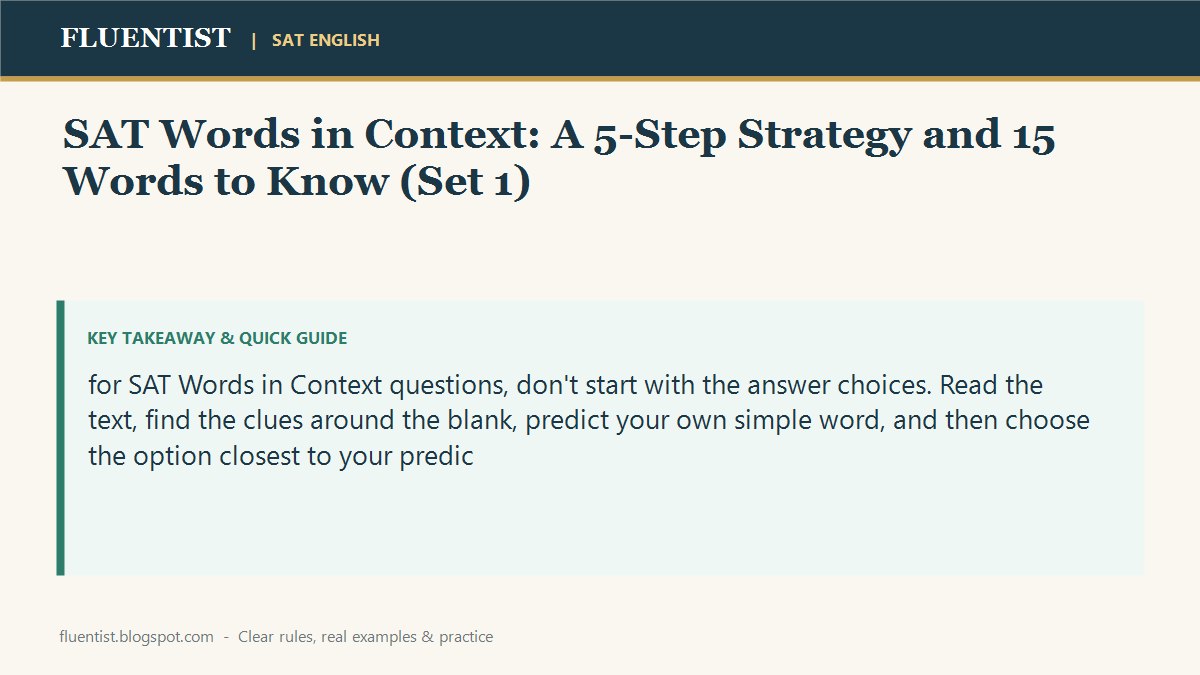 FLUENTIST | SAT ENGLISH
SAT Words in Context: A 5-Step Strategy and 15
Words to Know (Set 1)
KEY TAKEAWAY & QUICK GUIDE
for SAT Words in Context questions, don't start with the answer choices. Read the
text, find the clues around the blank, predict your own simple word, and then choose
the option closest to your predic
fluentist.blogspot.com - Clear rules, real examples & practice